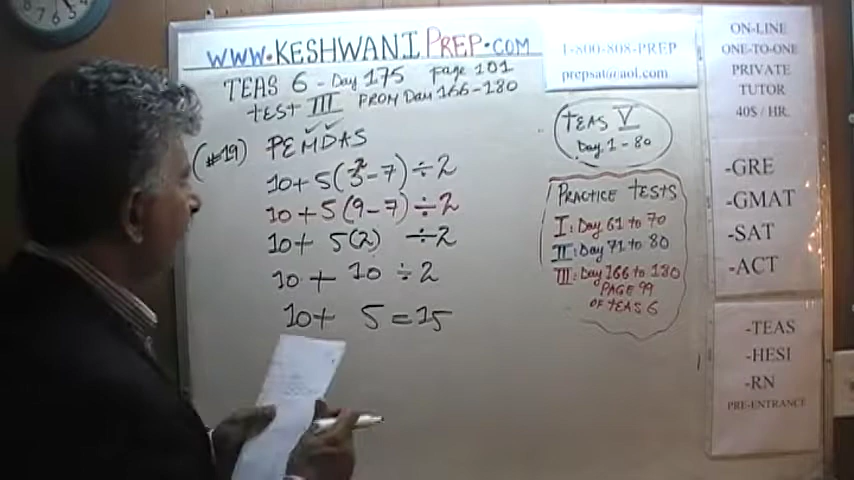 WWW.KESHWANIPREP.COM
TEAS 6 - Day 175 Page 101
TEST III FROM Day 166-180
(#19) PEMDAS
10+5(3²-7)÷2
10+5(9-7)÷2
10+ 5(2) ÷2
10 + 10 ÷2
10+ 5=15
1-800-808-PREP
prepsat@aol.com
TEAS V
Day 1-80
PRACTICE TESTS
I: Day 61 to 70
II: Day 71 to 80
III: Day 166 to 180
PAGE 99
OF TEAS 6
ON-LINE
ONE-TO-ONE
PRIVATE
TUTOR
40$ / HR.
-GRE
-GMAT
-SAT
-ACT
-TEAS
-HESI
-RN
PRE-ENTRANCE
8
7
6
5